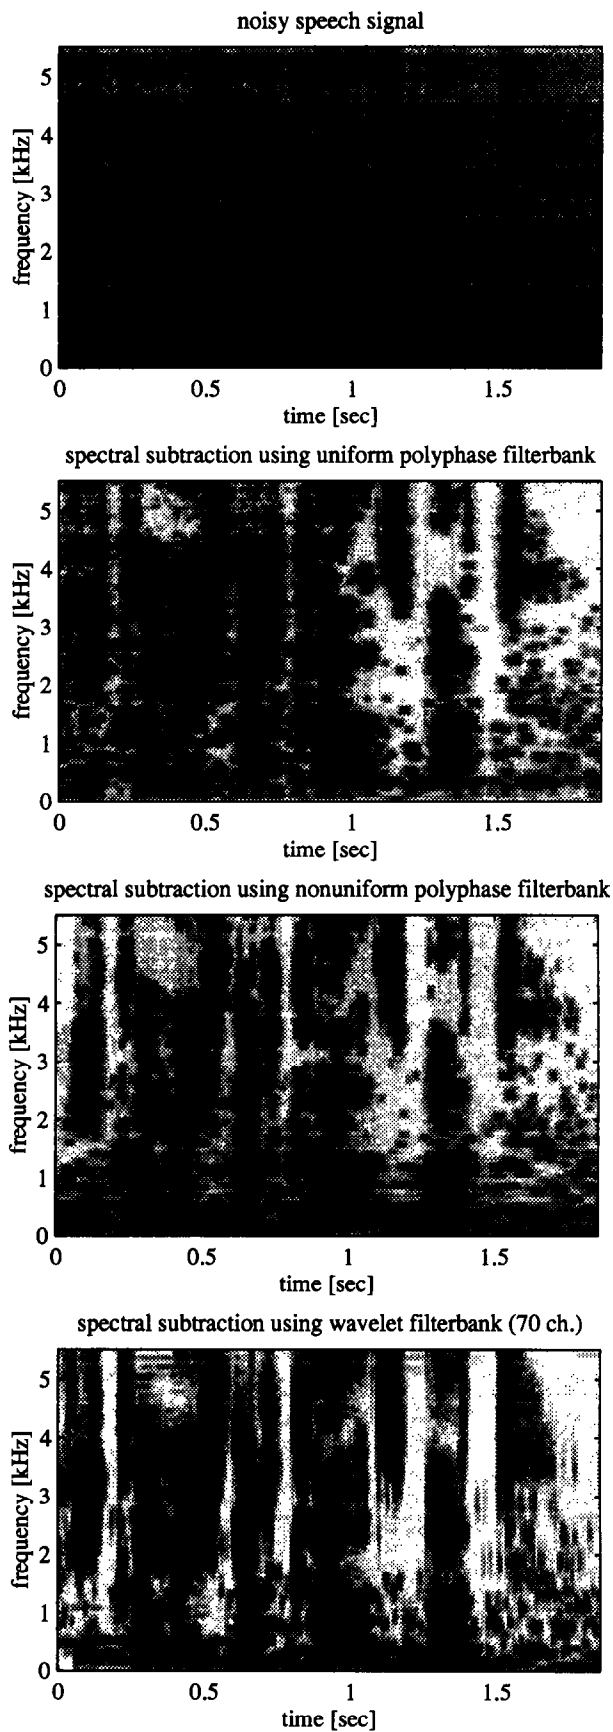 noisy speech signal
5
4
3
2
1
0
frequency [kHz]
0 0.5 1 1.5
time [sec]
spectral subtraction using uniform polyphase filterbank
5
4
3
2
1
0
frequency [kHz]
0 0.5 1 1.5
time [sec]
spectral subtraction using nonuniform polyphase filterbank
5
4
3
2
1
0
frequency [kHz]
0 0.5 1 1.5
time [sec]
spectral subtraction using wavelet filterbank (70 ch.)
5
4
3
2
1
0
frequency [kHz]
0 0.5 1 1.5
time [sec]